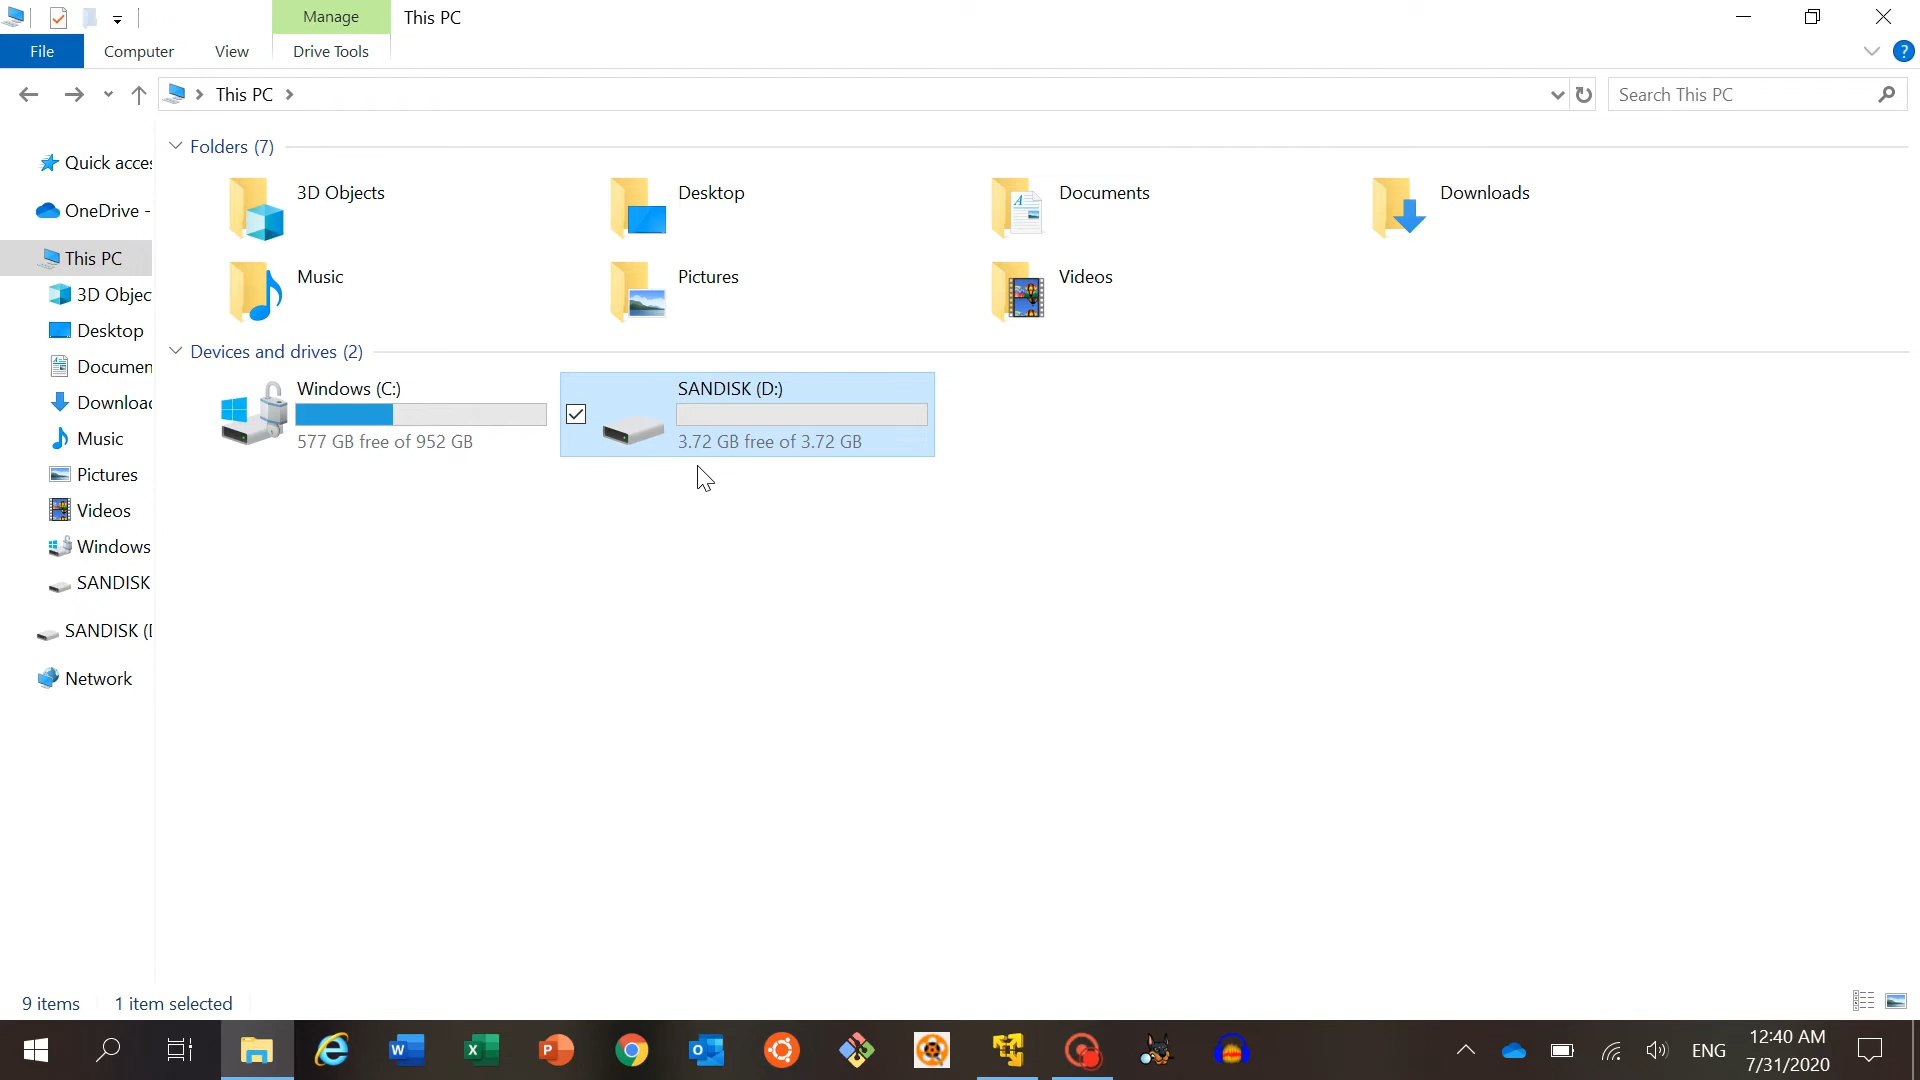 Manage
This PC
File
Computer
View
Drive Tools
This PC
Search This PC
Quick acces
OneDrive -
This PC
3D Objec
Desktop
Documen
Downloac
Music
Pictures
Videos
Windows
SANDISK
SANDISK (D
Network
Folders (7)
3D Objects
Desktop
Documents
Downloads
Music
Pictures
Videos
Devices and drives (2)
Windows (C:)
577 GB free of 952 GB
SANDISK (D:)
3.72 GB free of 3.72 GB
9 items
1 item selected
ENG
12:40 AM
7/31/2020